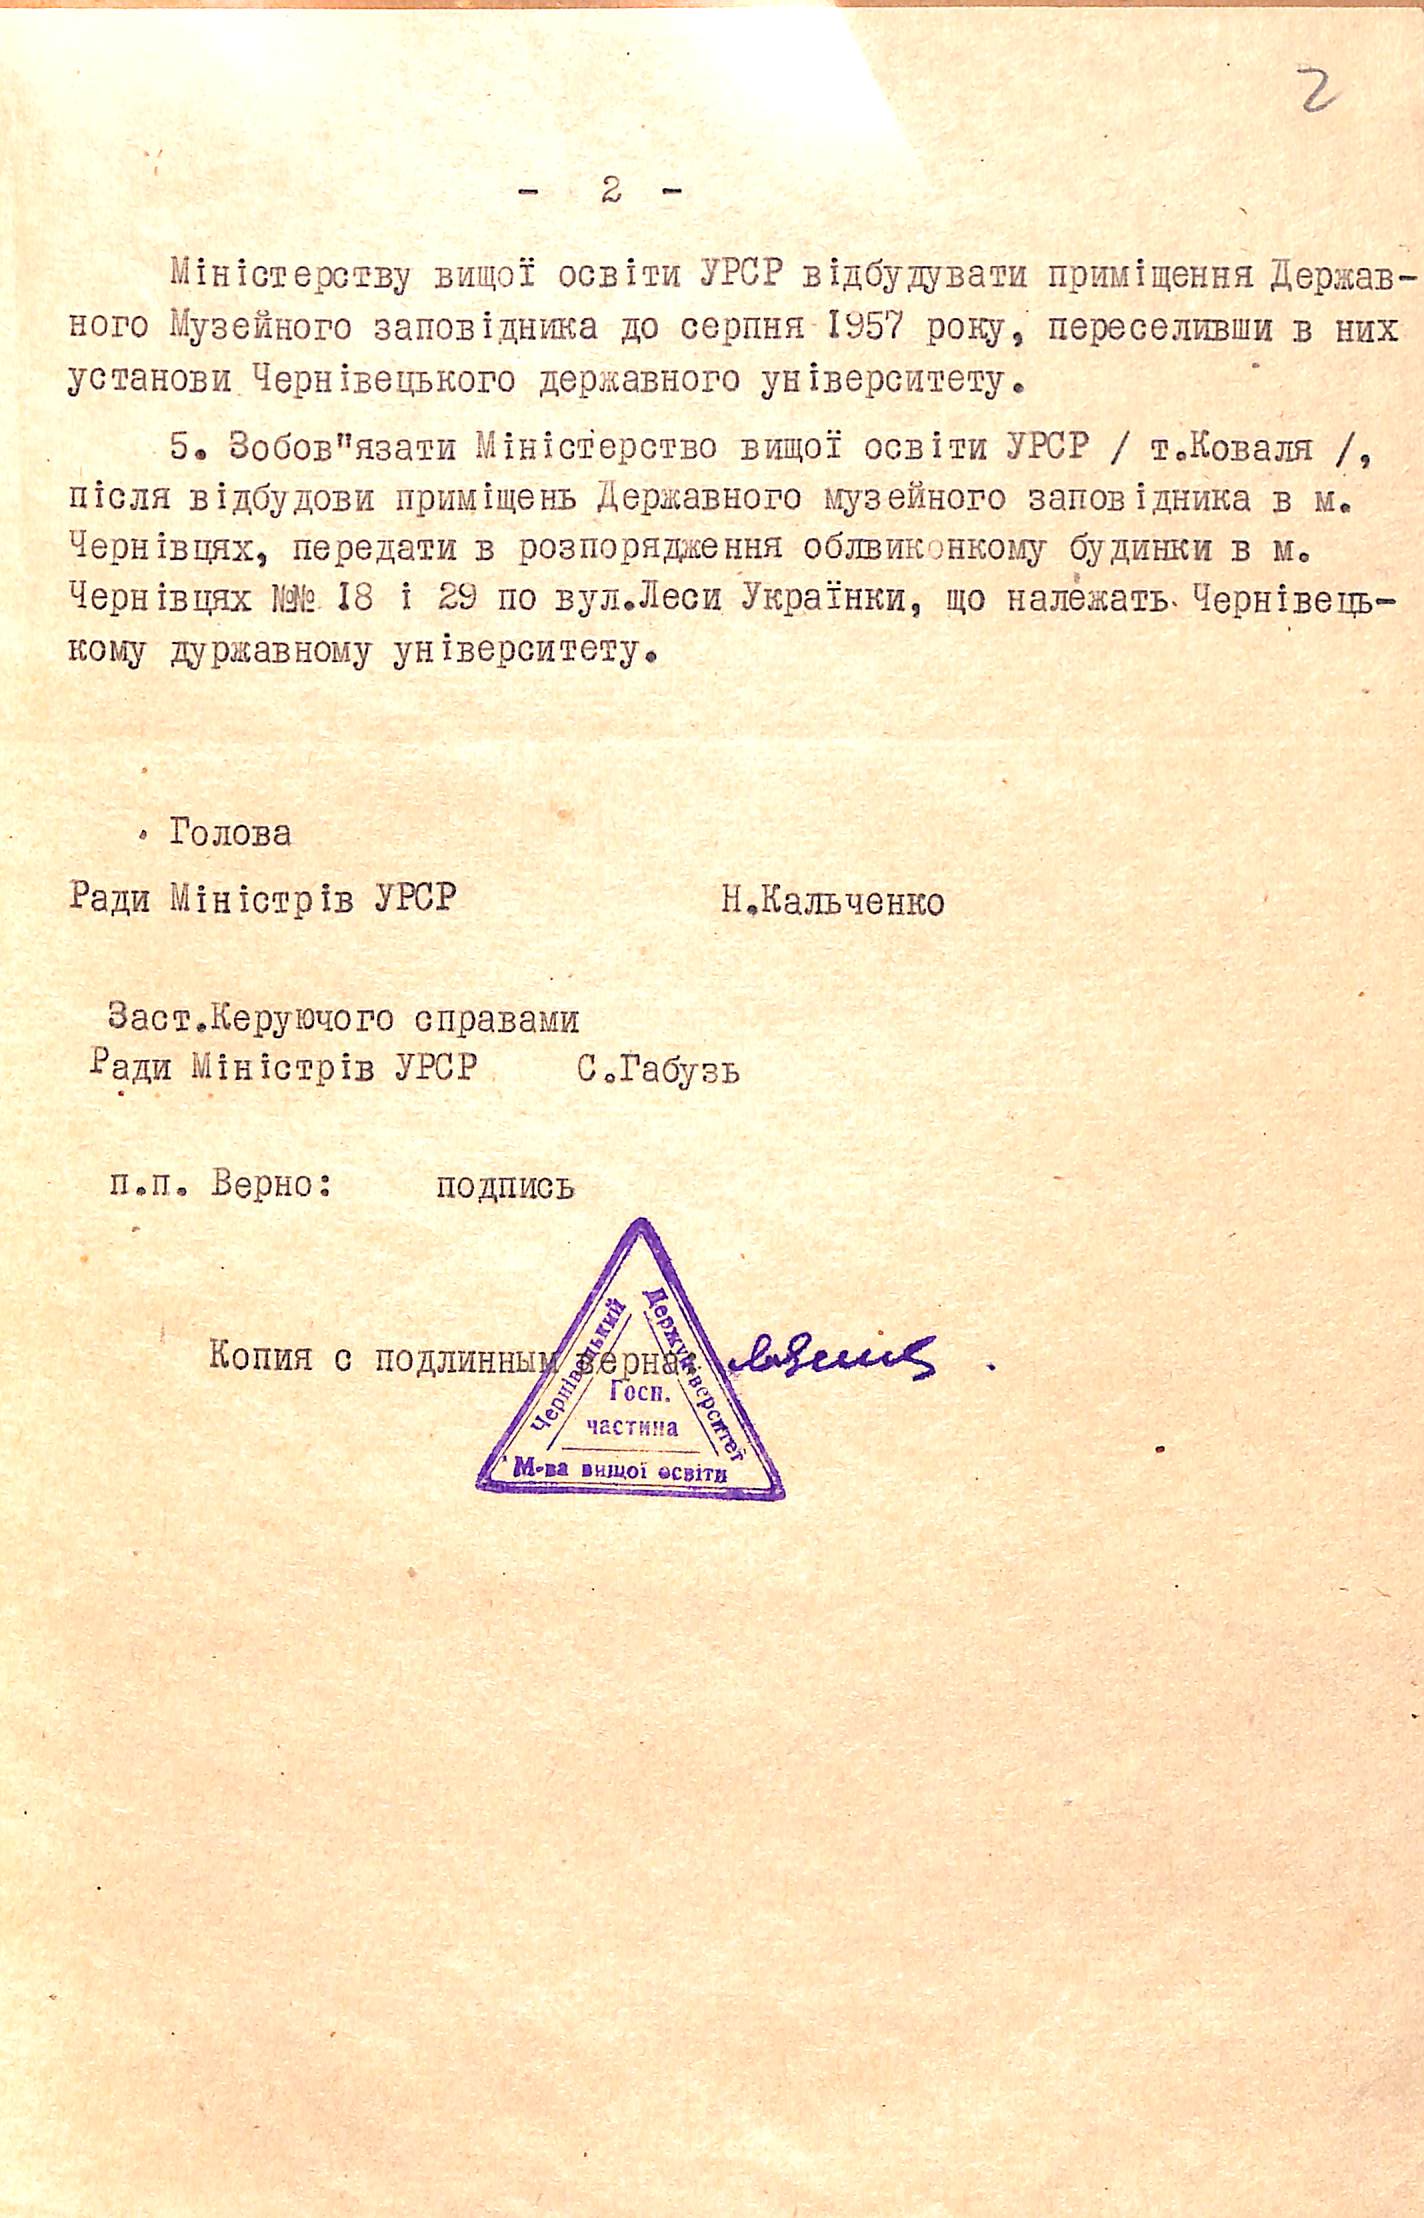 2
- 2 -
Міністерству вищої освіти УРСР відбудувати приміщення Держав-
ного Музейного заповідника до серпня 1957 року, переселивши в них
установи Чернівецького державного університету.
5. Зобов"язати Міністерство вищої освіти УРСР / т.Коваля /,
після відбудови приміщень Державного музейного заповідника в м.
Чернівцях, передати в розпорядження облвиконкому будинки в м.
Чернівцях №№ 18 і 29 по вул.Леси Українки, що належать Чернівець-
кому дуржавному університету.
Голова
Ради Міністрів УРСР Н.Кальченко
Заст.Керуючого справами
Ради Міністрів УРСР С.Габузь
п.п. Верно: подпись
Копия с подлинным верна:
Чернівецький
Держуніверситет
Госп.
частина
М-ва вищої освіти